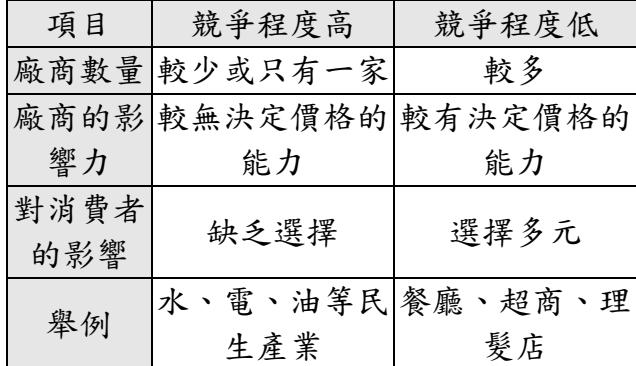 項目 競爭程度高 競爭程度低
廠商數量 較少或只有一家 較多
廠商的影 較無決定價格的 較有決定價格的
響力 能力 能力
對消費者 缺乏選擇 選擇多元
的影響
舉例 水、電、油等民 餐廳、超商、理
生產業 髮店